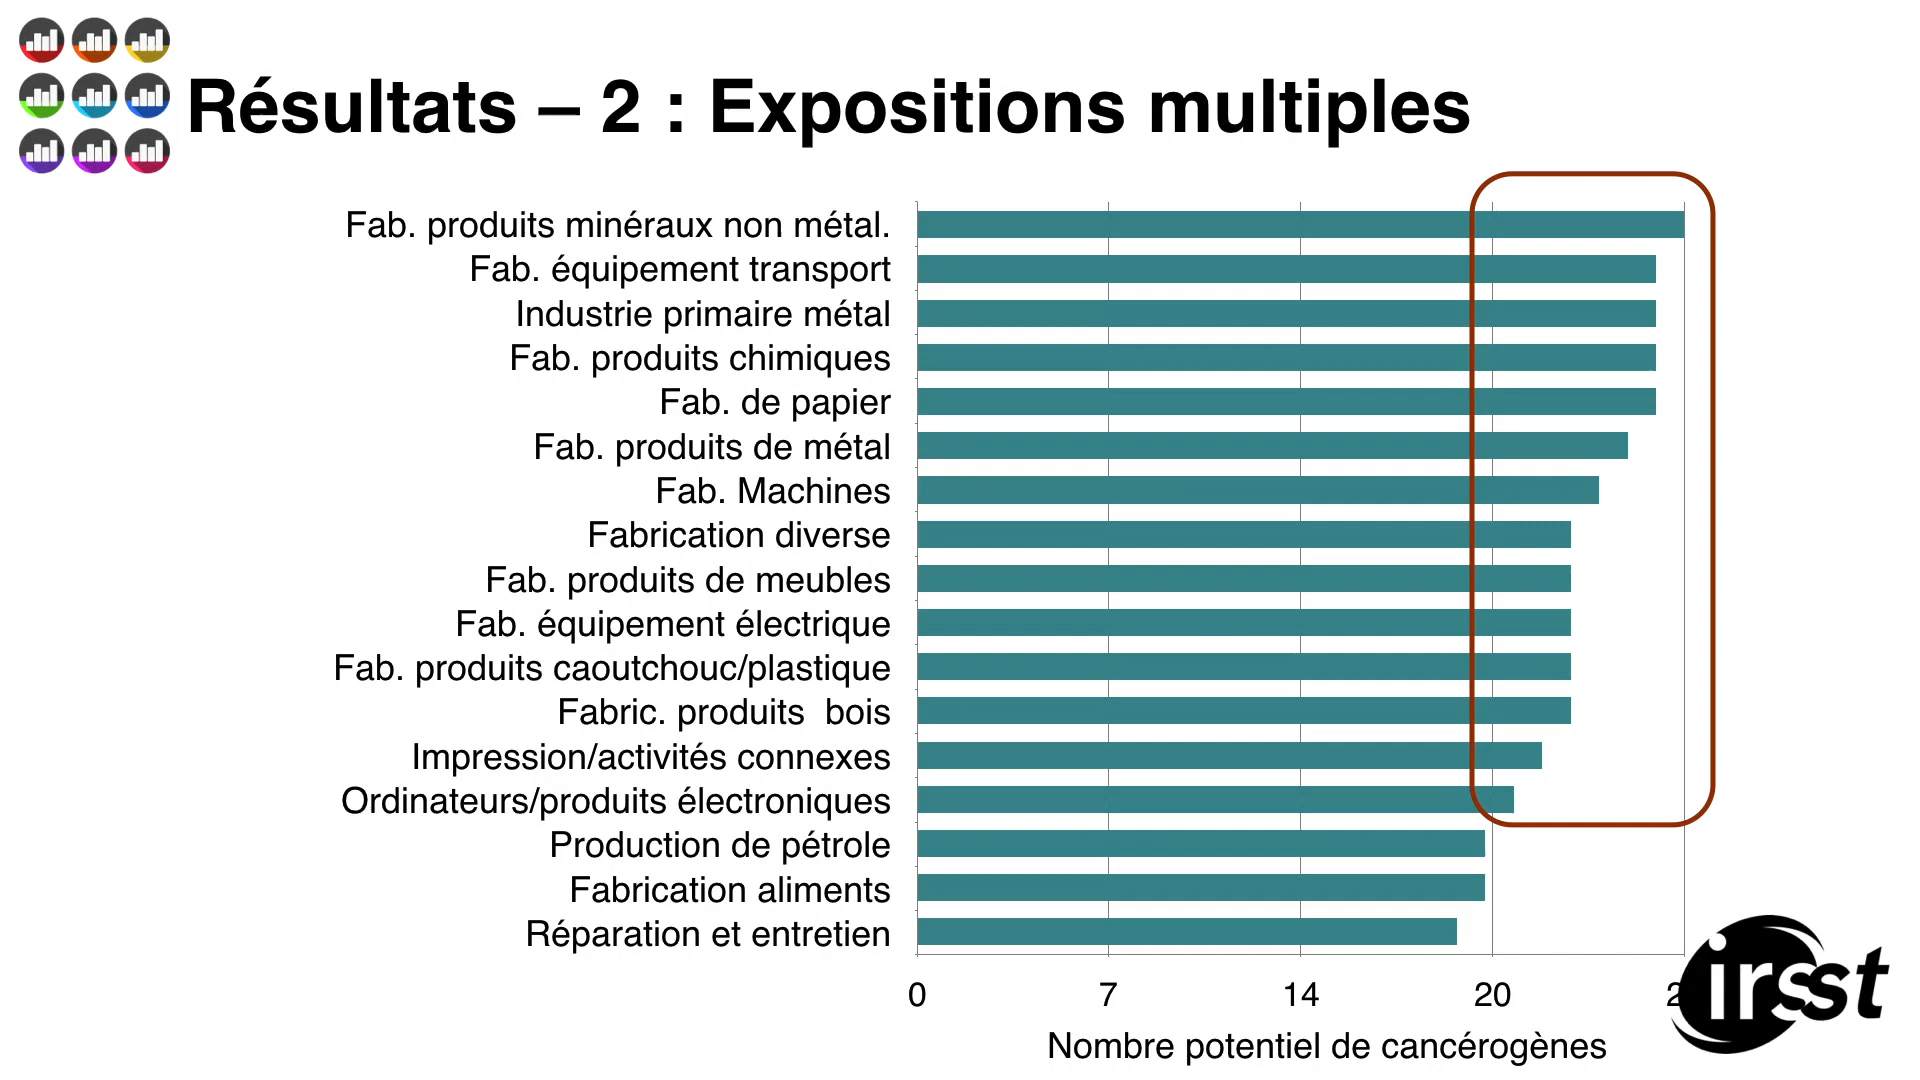 Résultats – 2 : Expositions multiples
Fab. produits minéraux non métal.
Fab. équipement transport
Industrie primaire métal
Fab. produits chimiques
Fab. de papier
Fab. produits de métal
Fab. Machines
Fabrication diverse
Fab. produits de meubles
Fab. équipement électrique
Fab. produits caoutchouc/plastique
Fabric. produits bois
Impression/activités connexes
Ordinateurs/produits électroniques
Production de pétrole
Fabrication aliments
Réparation et entretien
0 7 14 20
Nombre potentiel de cancérogènes
irsst